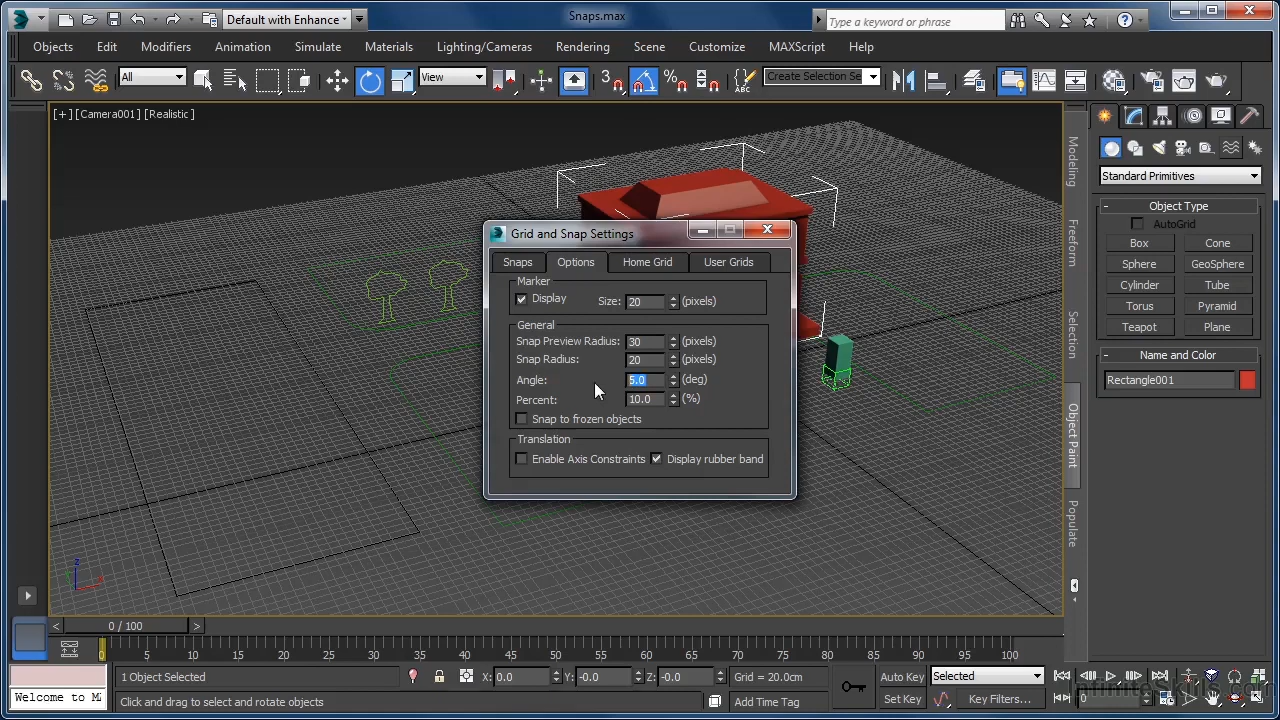 Default with Enhance
Snaps.max
Type a keyword or phrase
Objects Edit Modifiers Animation Simulate Materials Lighting/Cameras Rendering Scene Customize MAXScript Help
All View 3 Create Selection Se
[+] [Camera001] [Realistic]
Modeling
Freeform
Selection
Object Paint
Populate
Standard Primitives
Object Type
AutoGrid
Box Cone
Sphere GeoSphere
Cylinder Tube
Torus Pyramid
Teapot Plane
Name and Color
Rectangle001
Grid and Snap Settings
Snaps Options Home Grid User Grids
Marker
Display Size: 20 (pixels)
General
Snap Preview Radius: 30 (pixels)
Snap Radius: 20 (pixels)
Angle: 5.0 (deg)
Percent: 10.0 (%)
Snap to frozen objects
Translation
Enable Axis Constraints Display rubber band
z
< 0 / 100 >
0 5 10 15 20 25 30 35 40 45 50 55 60 65 70 75 80 85 90 95 100
1 Object Selected X: 0.0 Y: -0.0 Z: -0.0 Grid = 20.0cm Auto Key Selected
Welcome to MA Click and drag to select and rotate objects Add Time Tag Set Key Key Filters... 0
InfiniteSkills.com